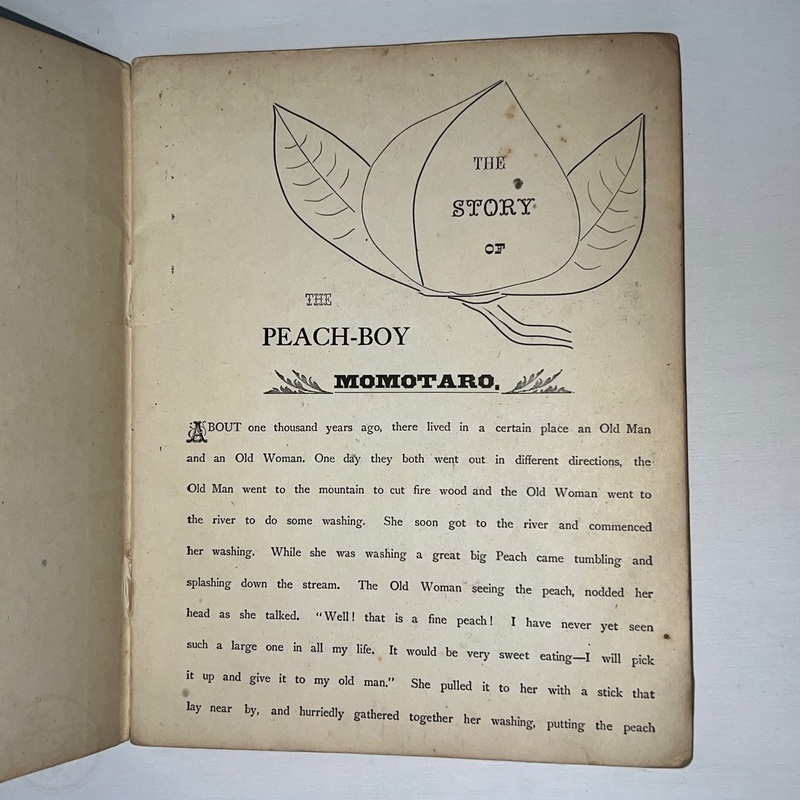 THE
STORY
OF
THE
PEACH-BOY
MOMOTARO.
ABOUT one thousand years ago, there lived in a certain place an Old Man
and an Old Woman. One day they both went out in different directions, the
Old Man went to the mountain to cut fire wood and the Old Woman went to
the river to do some washing. She soon got to the river and commenced
her washing. While she was washing a great big Peach came tumbling and
splashing down the stream. The Old Woman seeing the peach, nodded her
head as she talked. "Well! that is a fine peach! I have never yet seen
such a large one in all my life. It would be very sweet eating—I will pick
it up and give it to my old man." She pulled it to her with a stick that
lay near by, and hurriedly gathered together her washing, putting the peach